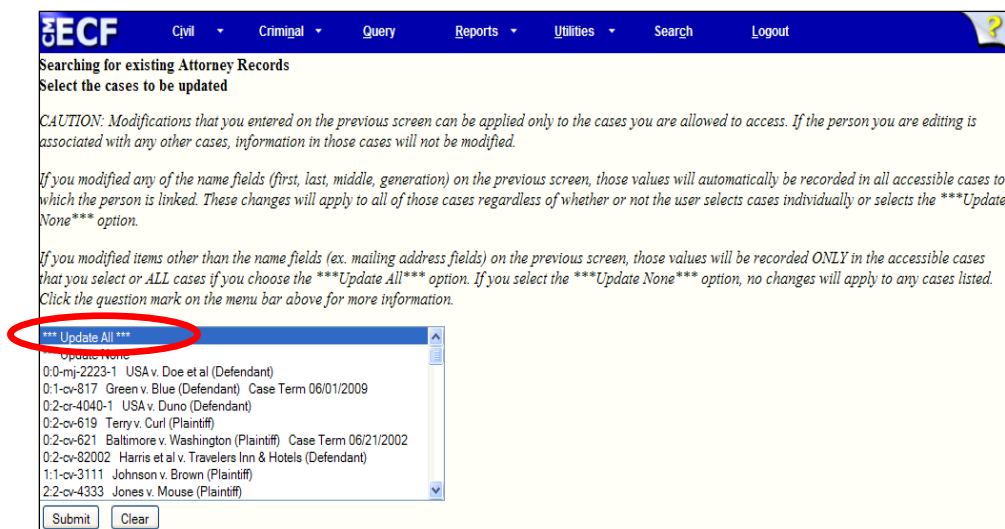 CM ECF Civil Criminal Query Reports Utilities Search Logout ?
Searching for existing Attorney Records
Select the cases to be updated
CAUTION: Modifications that you entered on the previous screen can be applied only to the cases you are allowed to access. If the person you are editing is
associated with any other cases, information in those cases will not be modified.
If you modified any of the name fields (first, last, middle, generation) on the previous screen, those values will automatically be recorded in all accessible cases to
which the person is linked. These changes will apply to all of those cases regardless of whether or not the user selects cases individually or selects the ***Update
None*** option.
If you modified items other than the name fields (ex. mailing address fields) on the previous screen, those values will be recorded ONLY in the accessible cases
that you select or ALL cases if you choose the ***Update All*** option. If you select the ***Update None*** option, no changes will apply to any cases listed.
Click the question mark on the menu bar above for more information.
*** Update All ***
*** Update None
0:0-mj-2223-1 USA v. Doe et al (Defendant)
0:1-cv-817 Green v. Blue (Defendant) Case Term 06/01/2009
0:2-cr-4040-1 USA v. Duno (Defendant)
0:2-cv-619 Terry v. Curl (Plaintiff)
0:2-cv-621 Baltimore v. Washington (Plaintiff) Case Term 06/21/2002
0:2-cv-82002 Harris et al v. Travelers Inn & Hotels (Defendant)
1:1-cv-3111 Johnson v. Brown (Plaintiff)
2:2-cv-4333 Jones v. Mouse (Plaintiff)
Submit Clear